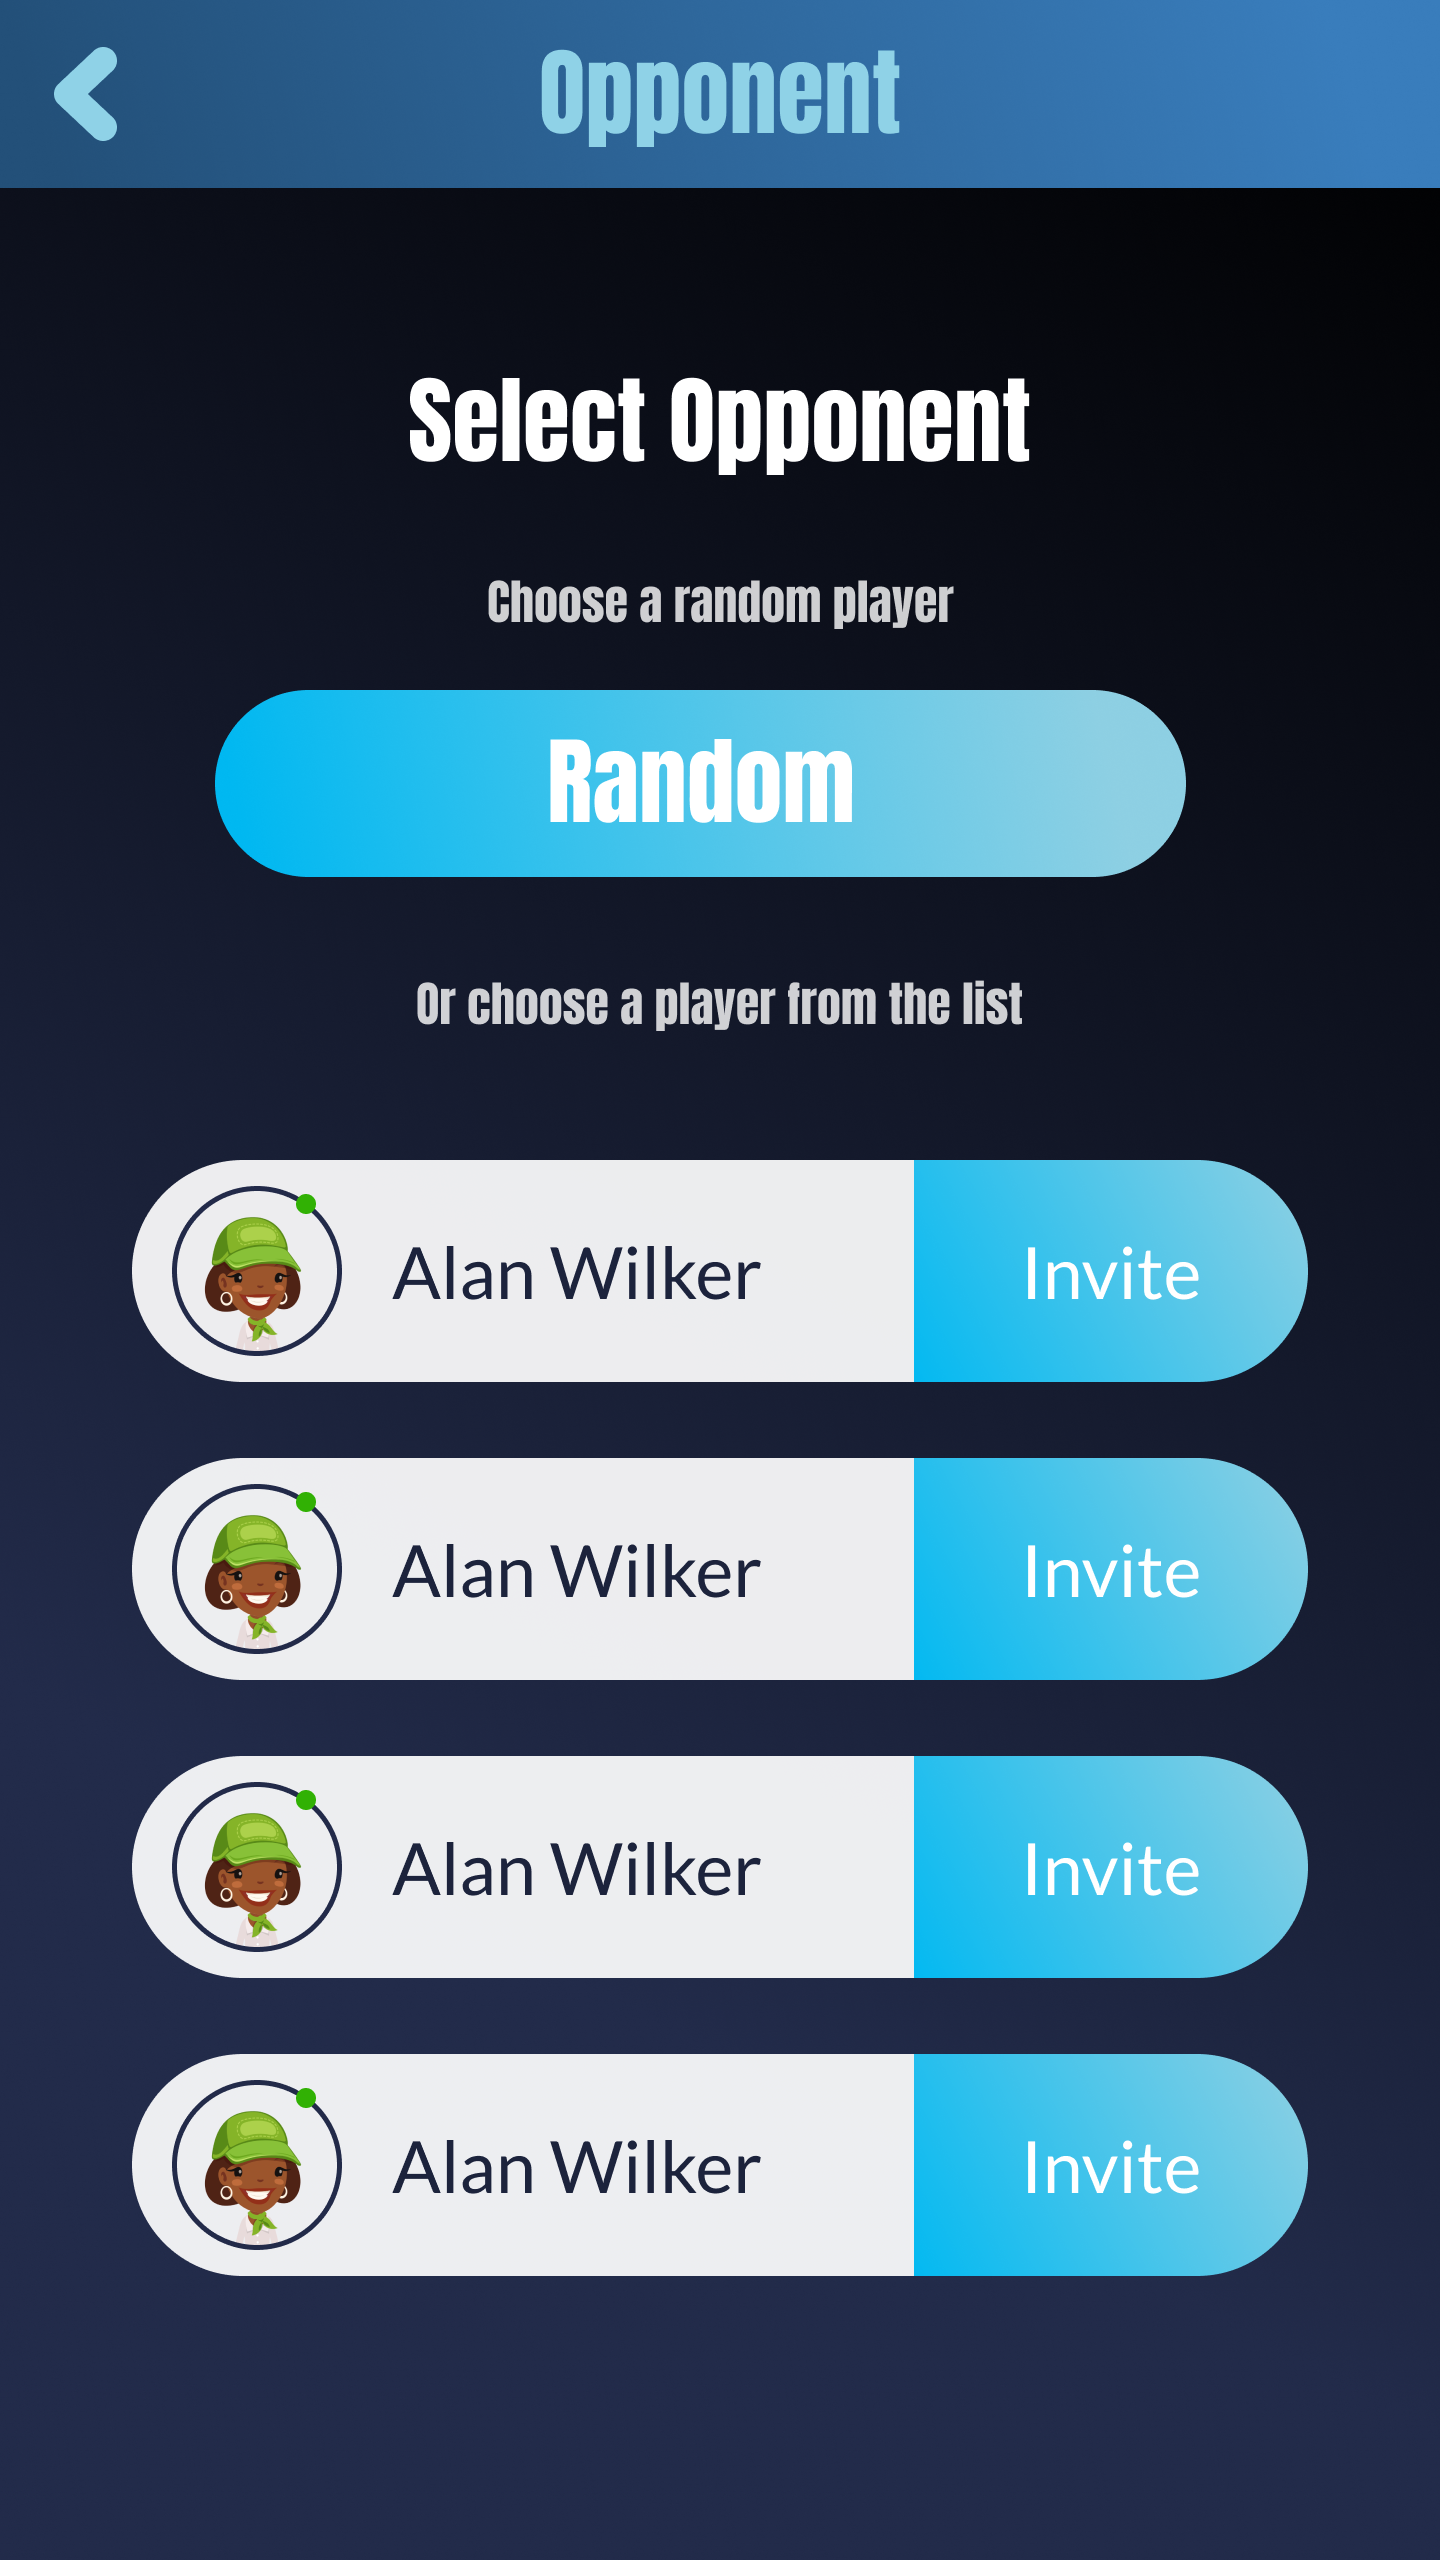 Opponent
Select Opponent
Choose a random player
Random
Or choose a player from the list
Alan Wilker Invite
Alan Wilker Invite
Alan Wilker Invite
Alan Wilker Invite